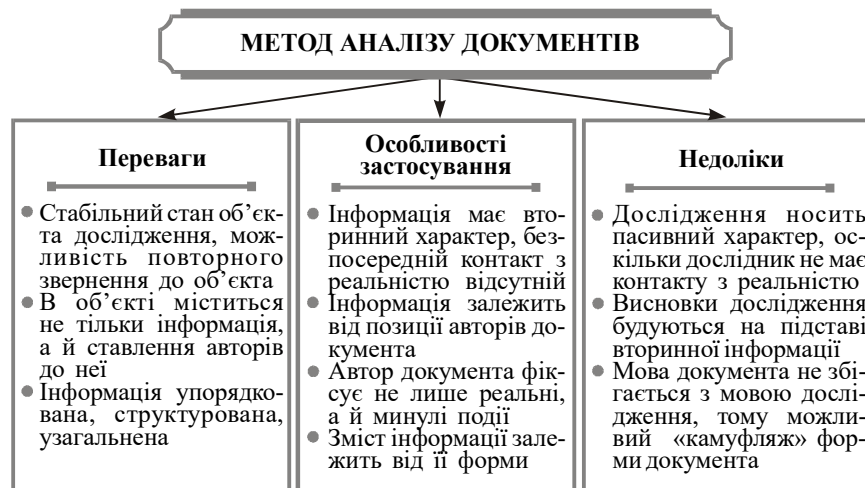 МЕТОД АНАЛІЗУ ДОКУМЕНТІВ
Переваги
Стабільний стан об’єк-
та дослідження, мож-
ливість повторного
звернення до об’єкта
В об’єкті міститься
не тільки інформація,
а й ставлення авторів
до неї
Інформація упорядко-
вана, структурована,
узагальнена
Особливості
застосування
Інформація має вто-
ринний характер, без-
посередній контакт з
реальністю відсутній
Інформація залежить
від позиції авторів до-
кумента
Автор документа фік-
сує не лише реальні,
а й минулі події
Зміст інформації зале-
жить від її форми
Недоліки
Дослідження носить
пасивний характер, ос-
кільки дослідник не має
контакту з реальністю
Висновки дослідження
будуються на підставі
вторинної інформації
Мова документа не збі-
гається з мовою дослі-
дження, тому можли-
вий «камуфляж» фор-
ми документа